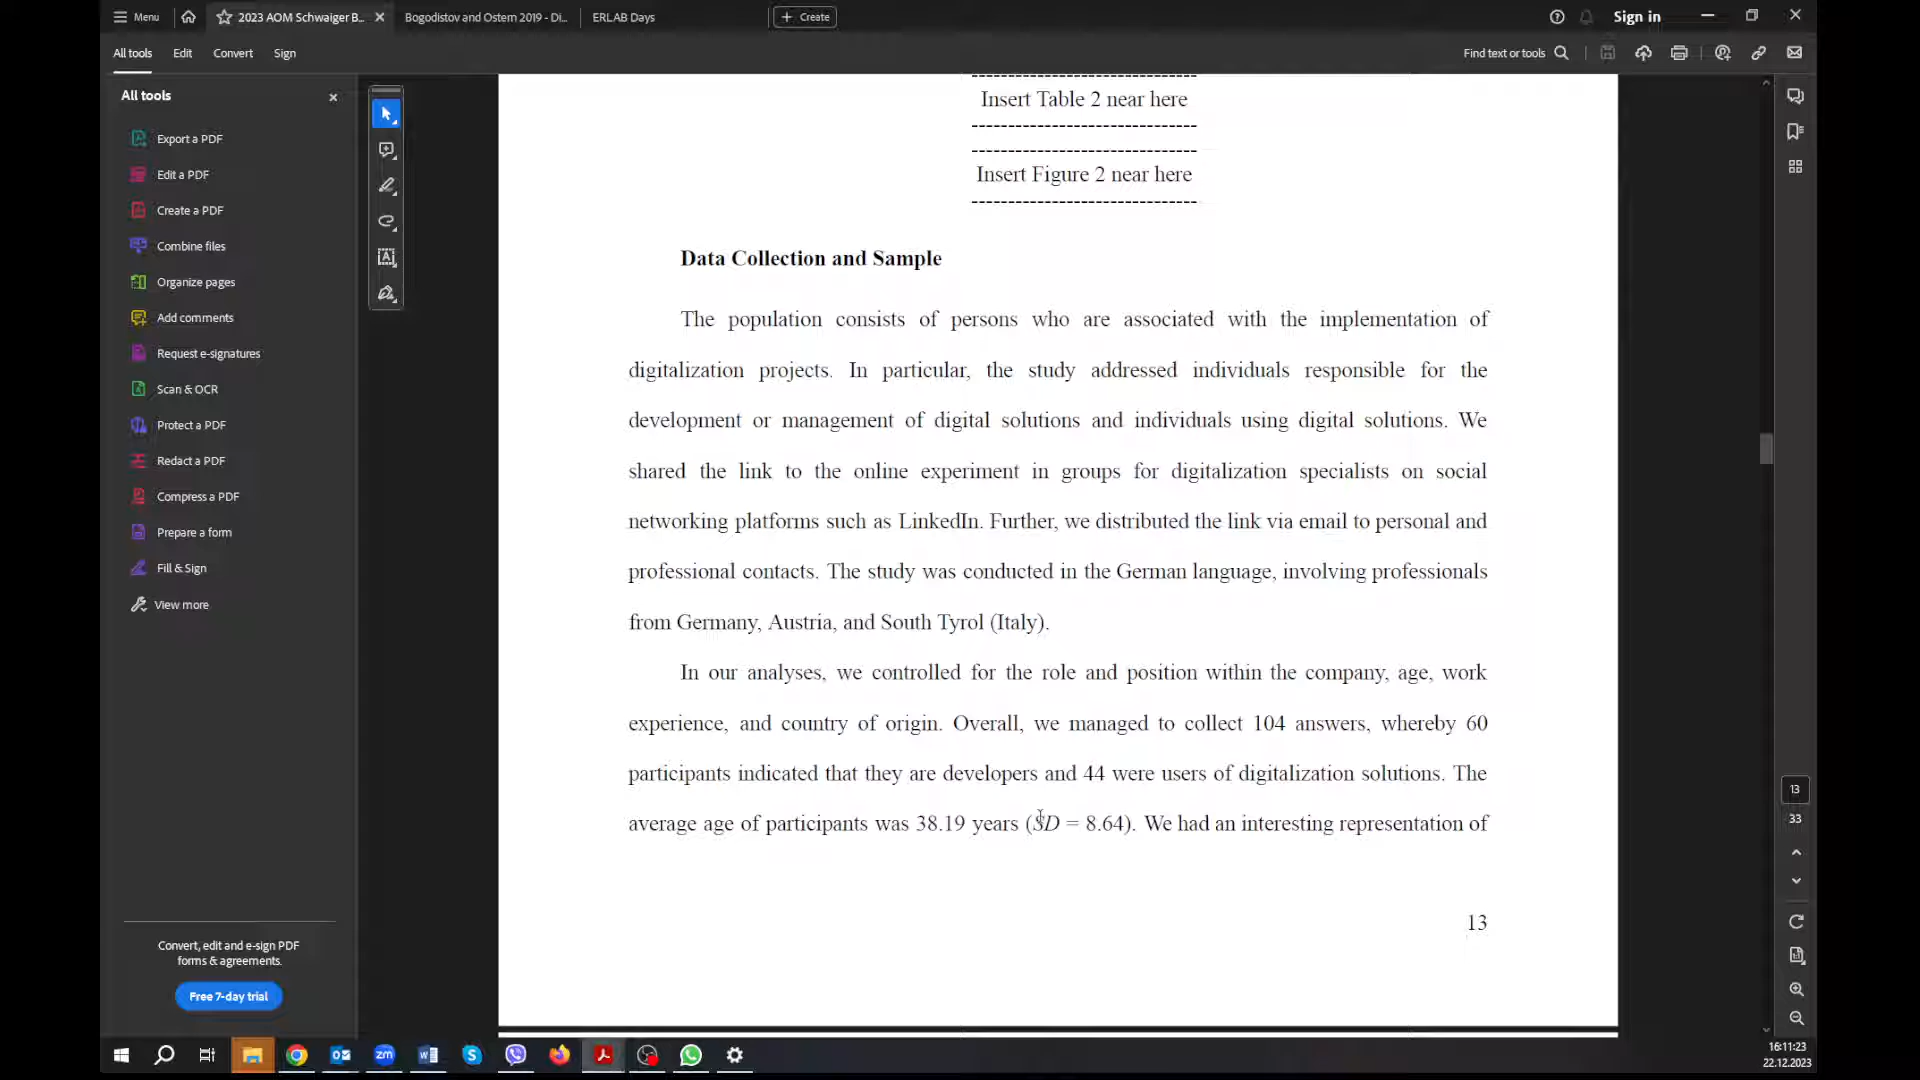 Menu
2023 AOM Schwaiger B...
Bogodistov and Ostern 2019 - Di...
ERLAB Days
Create
Sign in
All tools
Edit
Convert
Sign
Find text or tools
All tools
Export a PDF
Edit a PDF
Create a PDF
Combine files
Organize pages
Add comments
Request e-signatures
Scan & OCR
Protect a PDF
Redact a PDF
Compress a PDF
Prepare a form
Fill & Sign
View more
Convert, edit and e-sign PDF
forms & agreements.
Free 7-day trial
-------------------------------
Insert Table 2 near here
-------------------------------
-------------------------------
Insert Figure 2 near here
-------------------------------
Data Collection and Sample
The population consists of persons who are associated with the implementation of
digitalization projects. In particular, the study addressed individuals responsible for the
development or management of digital solutions and individuals using digital solutions. We
shared the link to the online experiment in groups for digitalization specialists on social
networking platforms such as LinkedIn. Further, we distributed the link via email to personal and
professional contacts. The study was conducted in the German language, involving professionals
from Germany, Austria, and South Tyrol (Italy).
In our analyses, we controlled for the role and position within the company, age, work
experience, and country of origin. Overall, we managed to collect 104 answers, whereby 60
participants indicated that they are developers and 44 were users of digitalization solutions. The
average age of participants was 38.19 years (SD = 8.64). We had an interesting representation of
13
13
33
16:11:23
22.12.2023